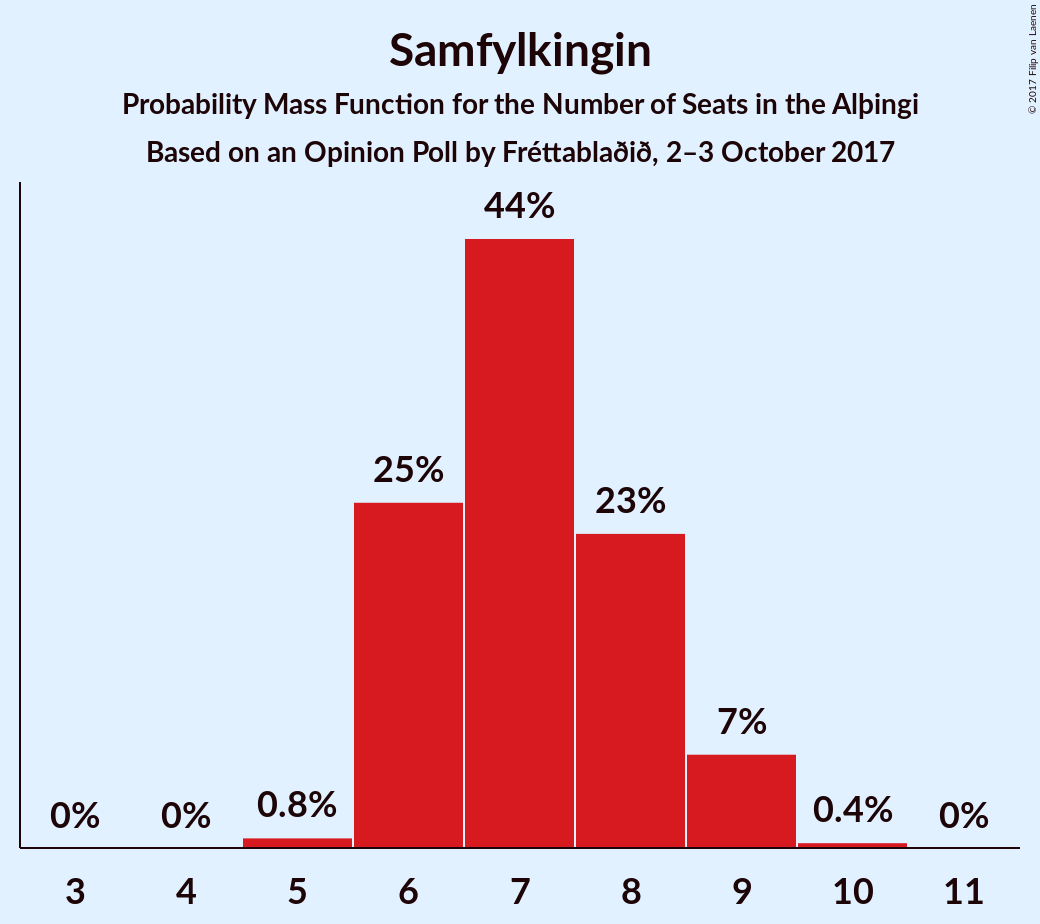 Samfylkingin
Probability Mass Function for the Number of Seats in the Alþingi
Based on an Opinion Poll by Fréttablaðið, 2–3 October 2017
© 2017 Filip van Laenen
44%
25%
23%
7%
0% 0% 0.8% 0.4% 0%
3 4 5 6 7 8 9 10 11